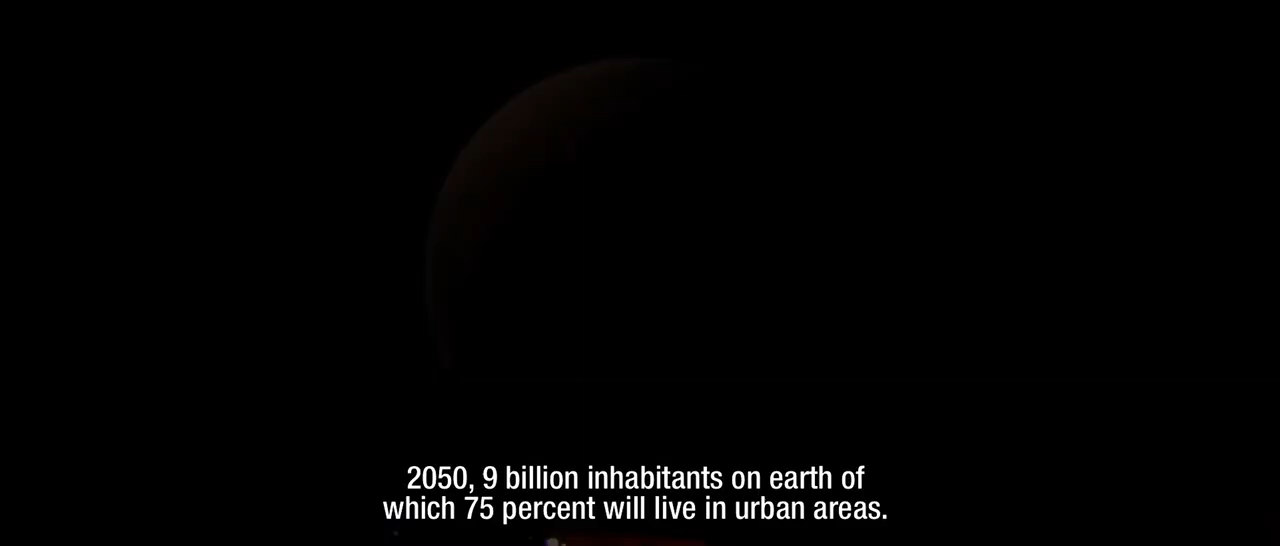 2050, 9 billion inhabitants on earth of
which 75 percent will live in urban areas.